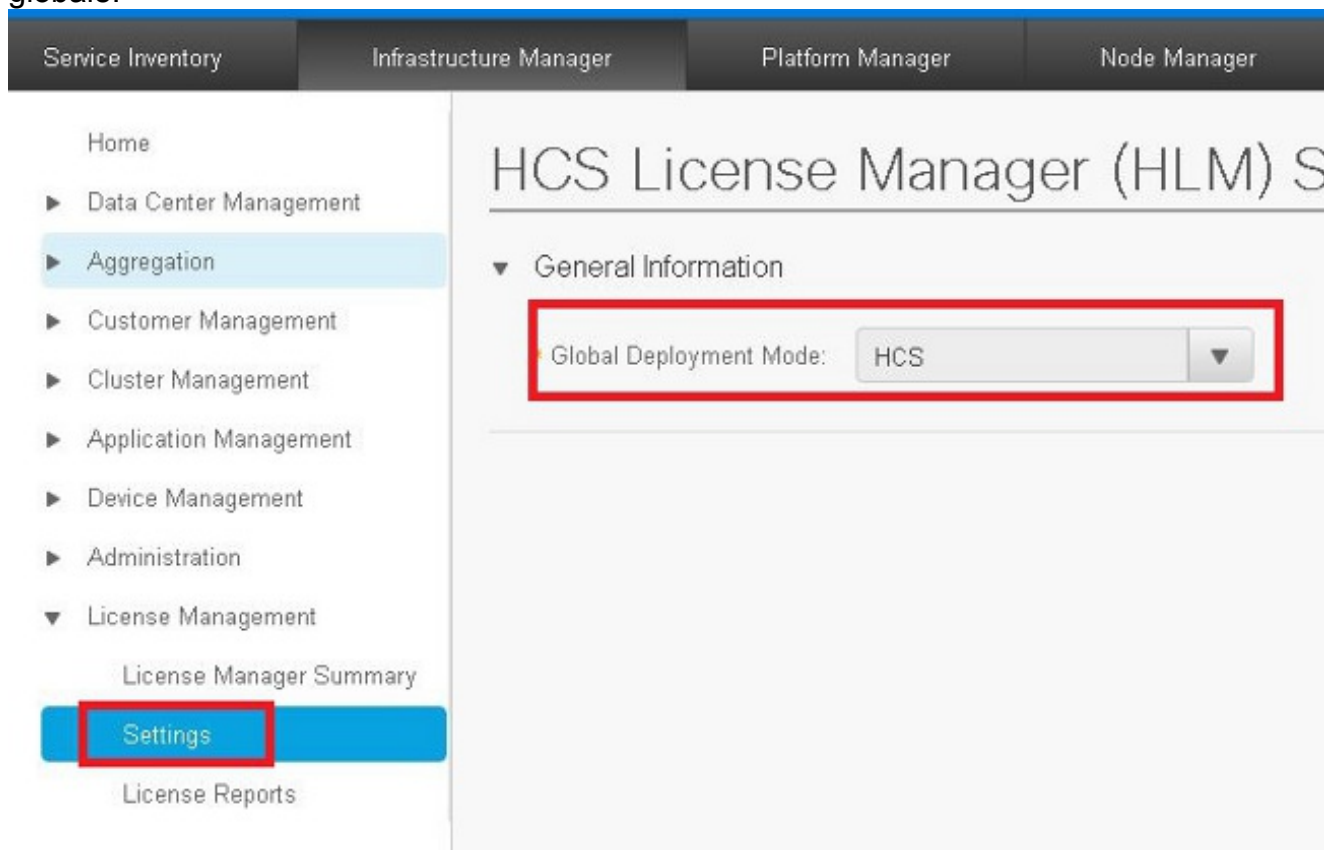 globale.
Service Inventory Infrastructure Manager Platform Manager Node Manager
Home
Data Center Management
Aggregation
Customer Management
Cluster Management
Application Management
Device Management
Administration
License Management
License Manager Summary
Settings
License Reports
HCS License Manager (HLM) S
General Information
Global Deployment Mode: HCS